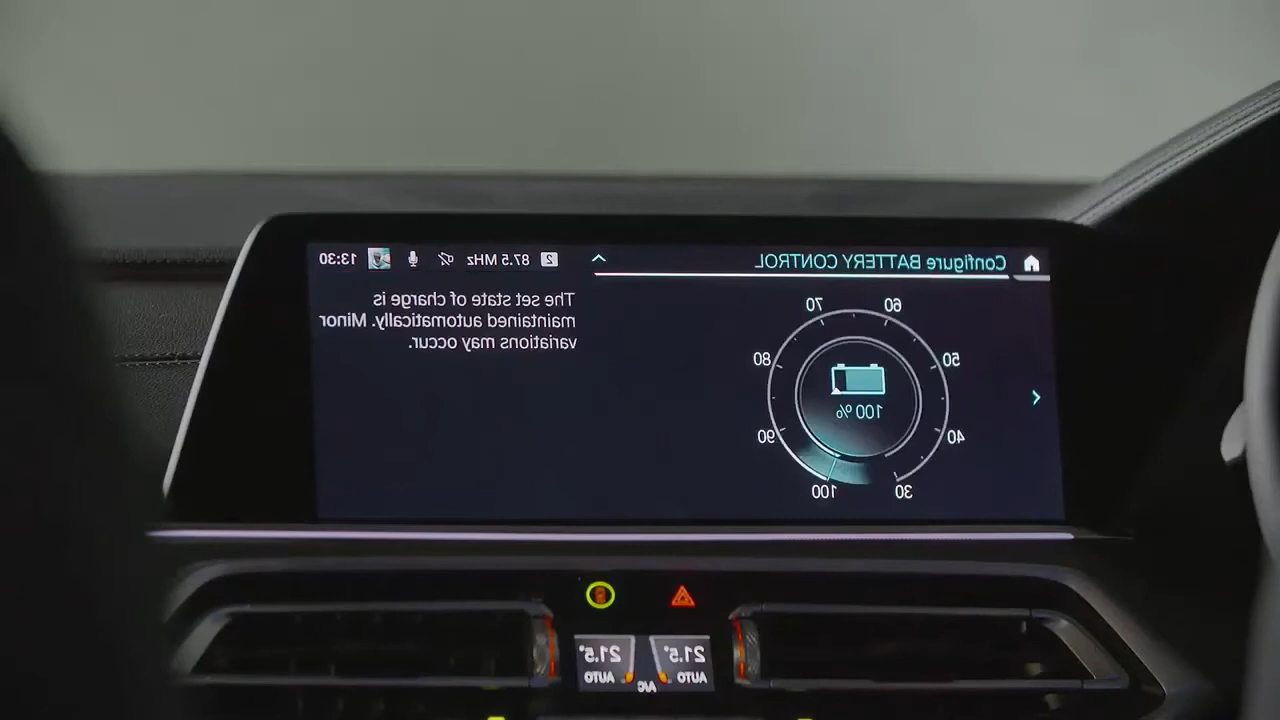 Configure BATTERY CONTROL
2 87.5 MHz 13:30
The set state of charge is
maintained automatically. Minor
variations may occur.
60 70
50 80
100 %
40 90
30 100
21.5° 21.5°
AUTO AUTO
A/C